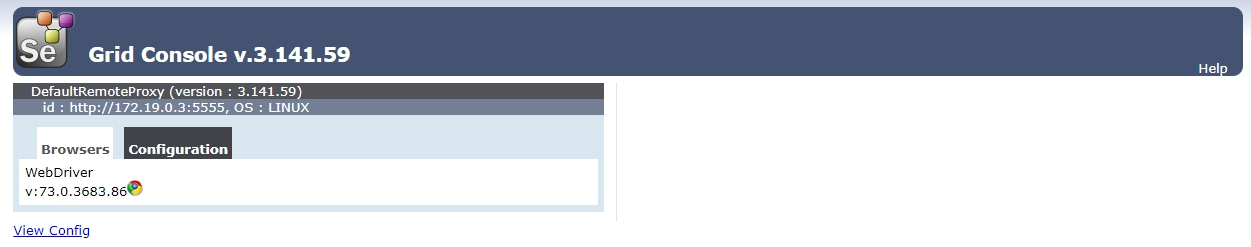 Se
Grid Console v.3.141.59
Help
DefaultRemoteProxy (version : 3.141.59)
id : http://172.19.0.3:5555, OS : LINUX
Browsers Configuration
WebDriver
v:73.0.3683.86
View Config